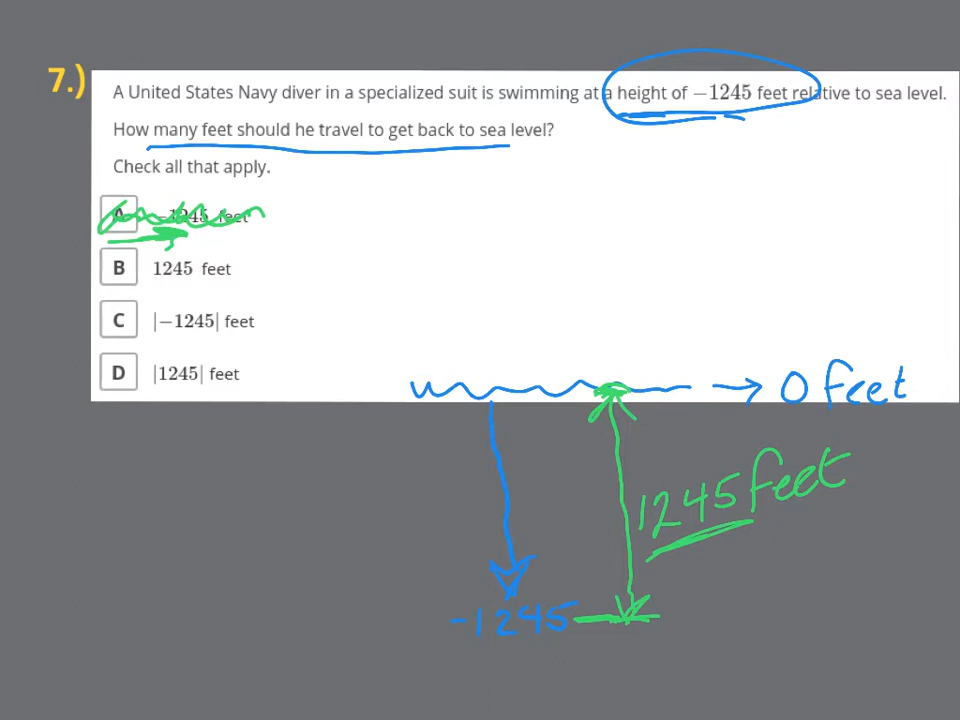 7.)
A United States Navy diver in a specialized suit is swimming at a height of −1245 feet relative to sea level.
How many feet should he travel to get back to sea level?
Check all that apply.
A −1245 feet
B 1245 feet
C |−1245| feet
D |1245| feet
0 feet
1245 feet
-1245